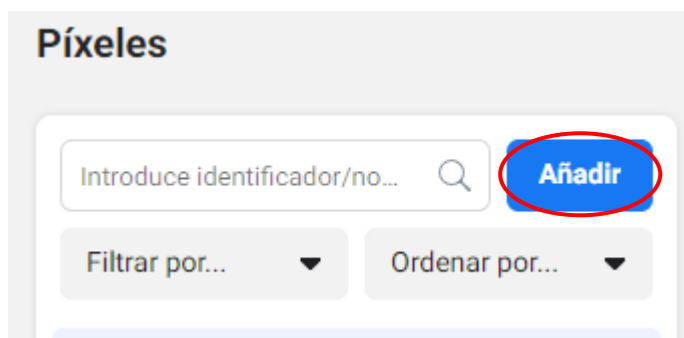 Píxeles
Introduce identificador/no... Añadir
Filtrar por... Ordenar por...